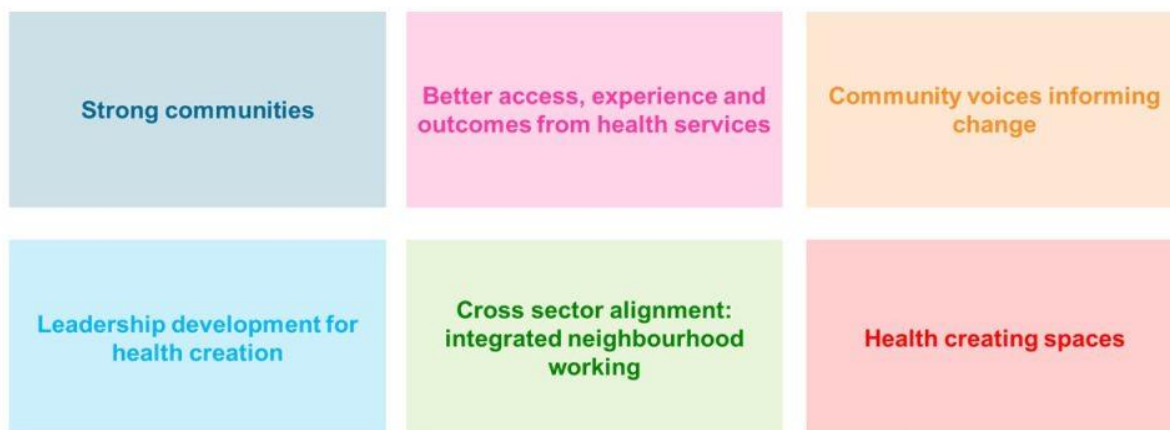 Strong communities
Better access, experience and
outcomes from health services
Community voices informing
change
Leadership development for
health creation
Cross sector alignment:
integrated neighbourhood
working
Health creating spaces